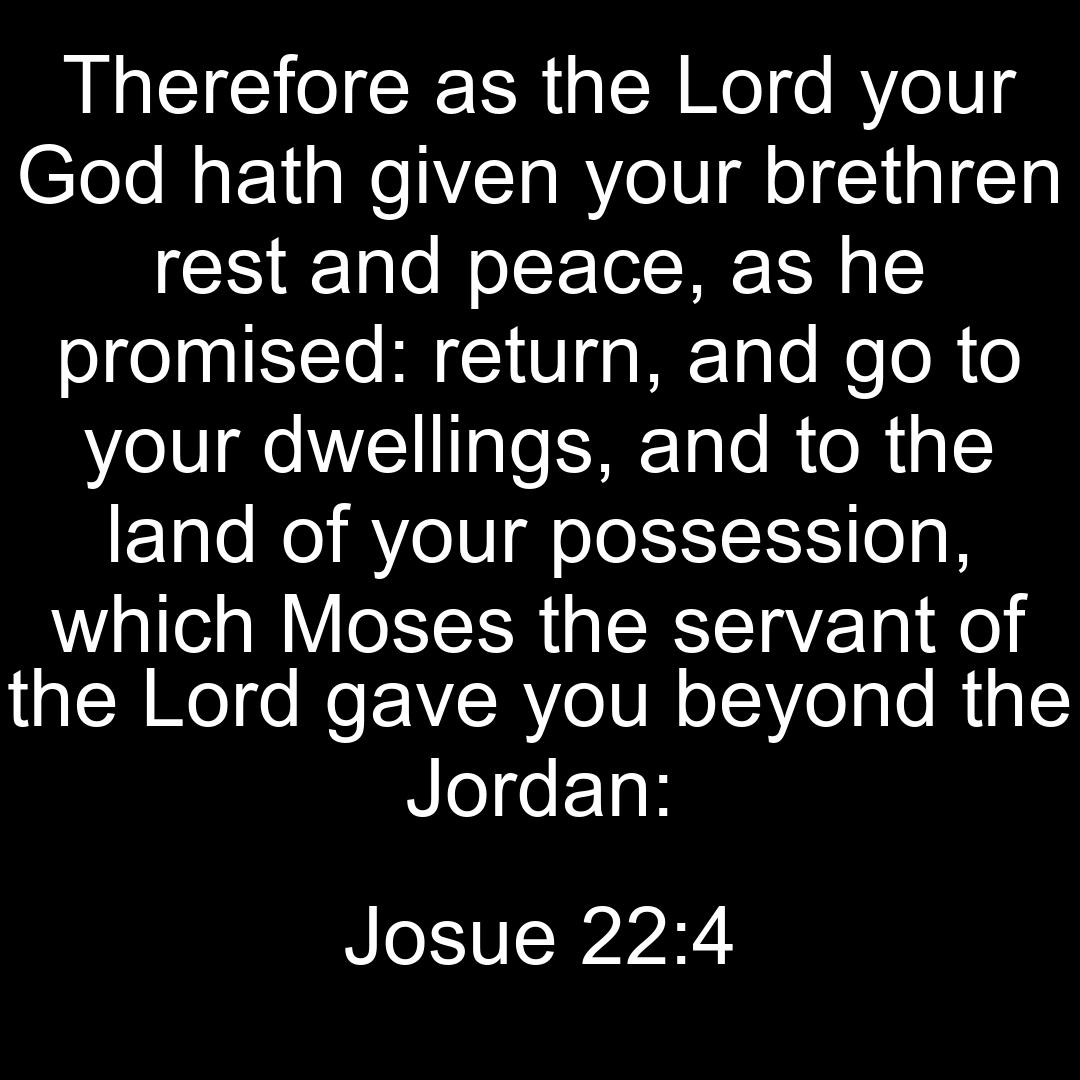 Therefore as the Lord your
God hath given your brethren
rest and peace, as he
promised: return, and go to
your dwellings, and to the
land of your possession,
which Moses the servant of
the Lord gave you beyond the
Jordan:
Josue 22:4